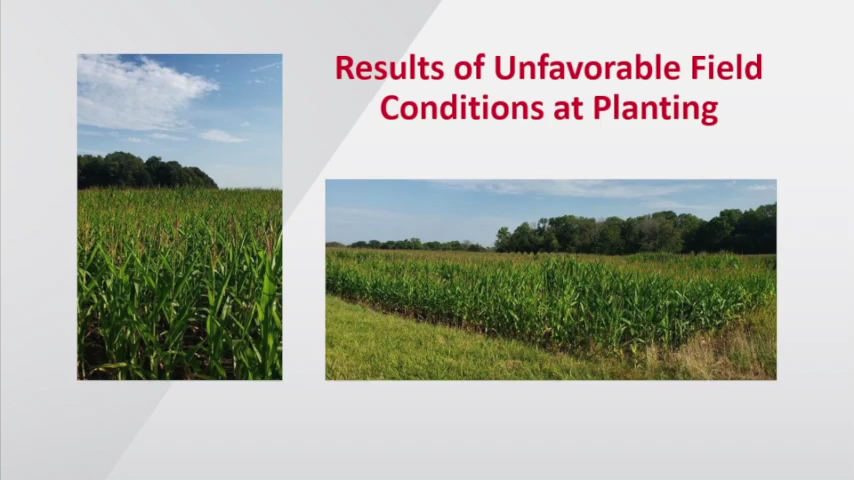 Results of Unfavorable Field
Conditions at Planting